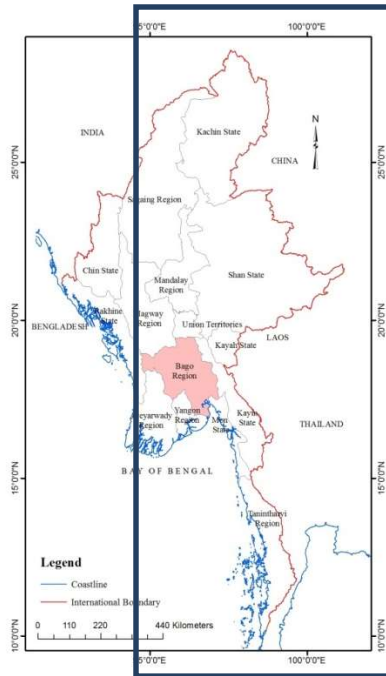 5°0'0"E 100°0'0"E
N
INDIA
Kachin State
CHINA
25°0'0"N
25°0'0"N
Sagaing Region
Chin State
Shan State
Mandalay
Region
Rakhine
State
agway
Region
20°0'0"N
20°0'0"N
BANGLADESH
Union Territories
LAOS
Kayah State
Bago
Region
Yangon
Region
eyarwady
Region
Mon
State
Kayin
State
THAILAND
BAY OF BENGAL
15°0'0"N
15°0'0"N
Tanintharyi
Region
Legend
Coastline
International Boundary
0 110 220 440 Kilometers
10°0'0"N
10°0'0"N
5°0'0"E 100°0'0"E